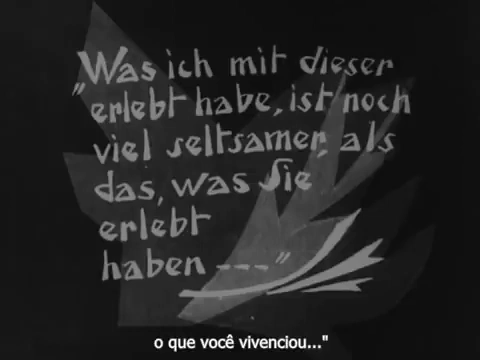 „Was ich mit dieser
erlebt habe, ist noch
viel seltsamer, als
das, was Sie
erlebt
haben ---"
o que você vivenciou..."